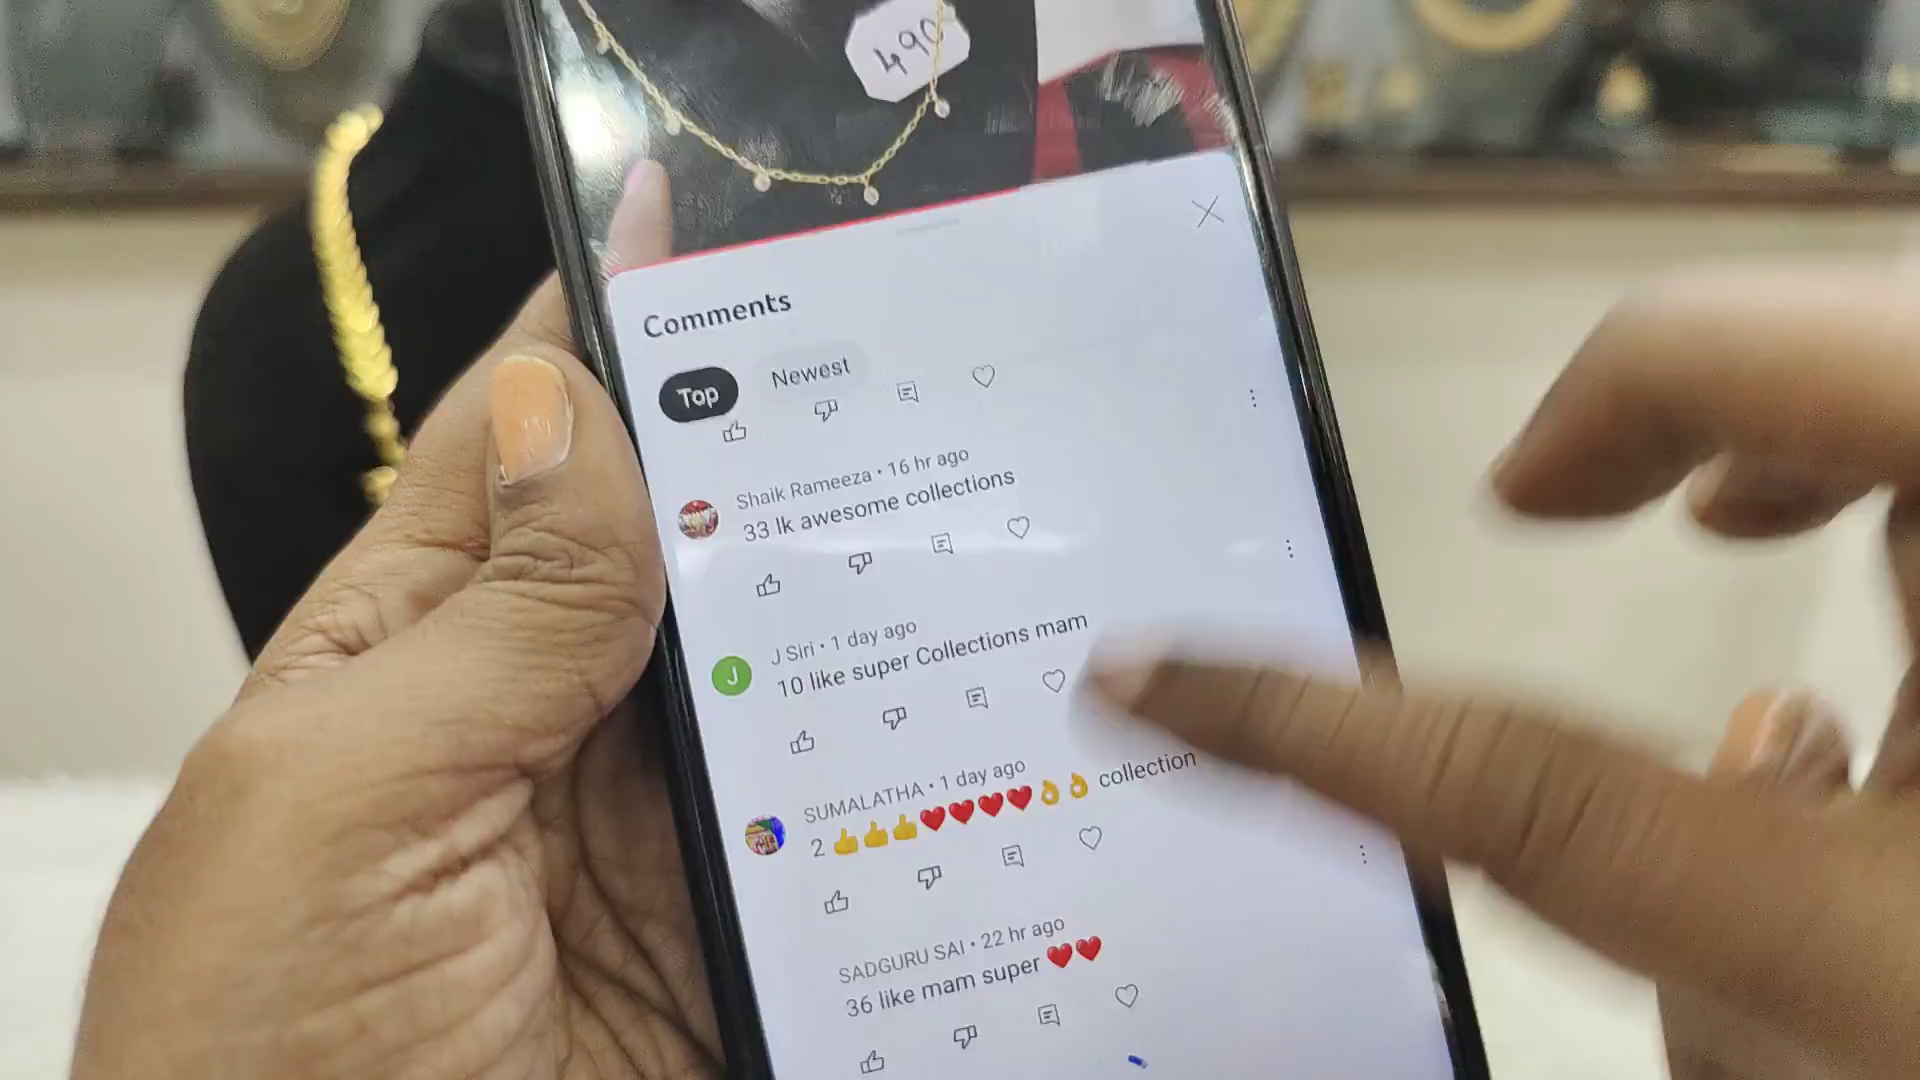 490
Comments
Top
Newest
Shaik Rameeza • 16 hr ago
33 lk awesome collections
J
J Siri • 1 day ago
10 like super Collections mam
SUMALATHA • 1 day ago
2 👍👍👍❤️❤️❤️❤️👌👌 collection
SADGURU SAI • 22 hr ago
36 like mam super ❤️❤️